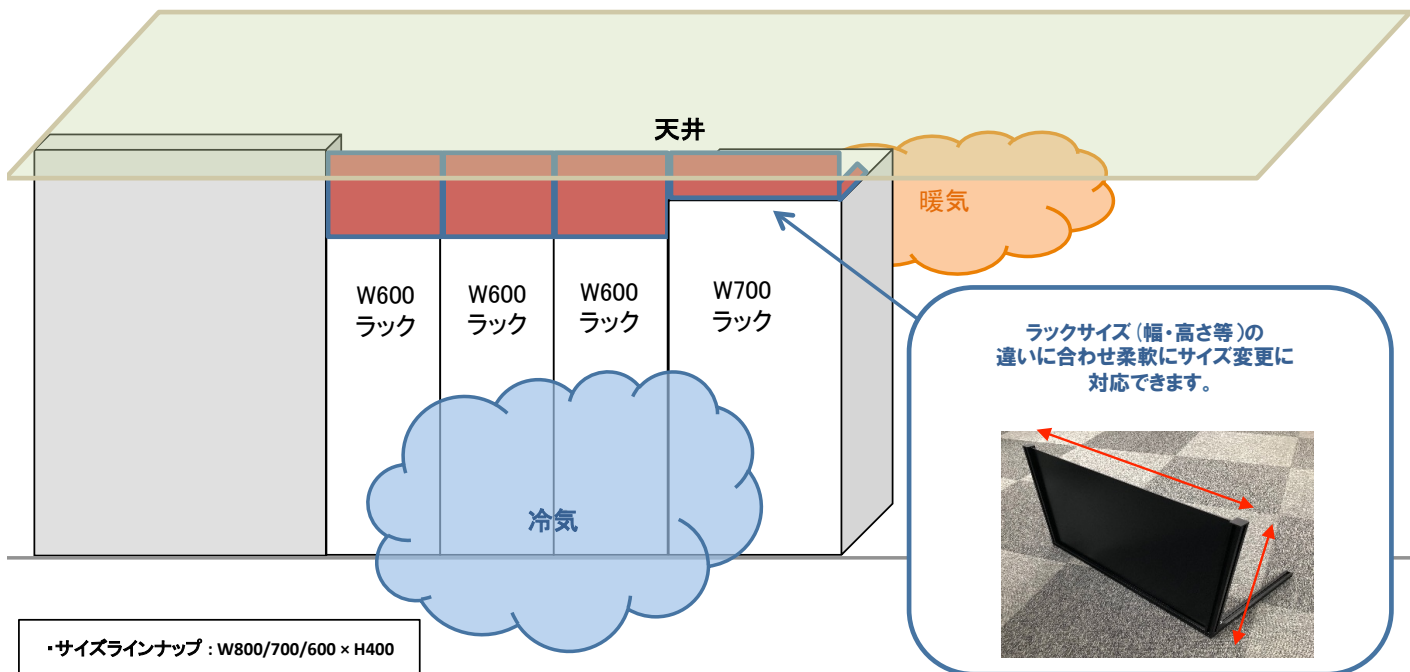 天井
暖気
W600
ラック
W600
ラック
W600
ラック
W700
ラック
ラックサイズ（幅・高さ等）の
違いに合わせ柔軟にサイズ変更に
対応できます。
冷気
・サイズラインナップ：W800/700/600 × H400